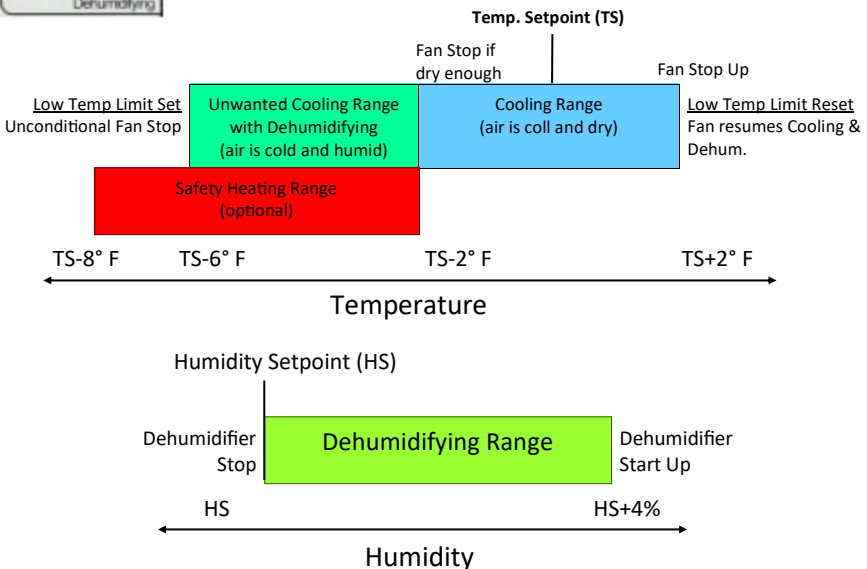 Dehumidifying
Temp. Setpoint (TS)
Fan Stop if
dry enough
Fan Stop Up
Low Temp Limit Set
Unconditional Fan Stop
Unwanted Cooling Range
with Dehumidifying
(air is cold and humid)
Cooling Range
(air is coll and dry)
Low Temp Limit Reset
Fan resumes Cooling &
Dehum.
Safety Heating Range
(optional)
TS-8° F
TS-6° F
TS-2° F
TS+2° F
Temperature
Humidity Setpoint (HS)
Dehumidifier
Stop
Dehumidifying Range
Dehumidifier
Start Up
HS
HS+4%
Humidity